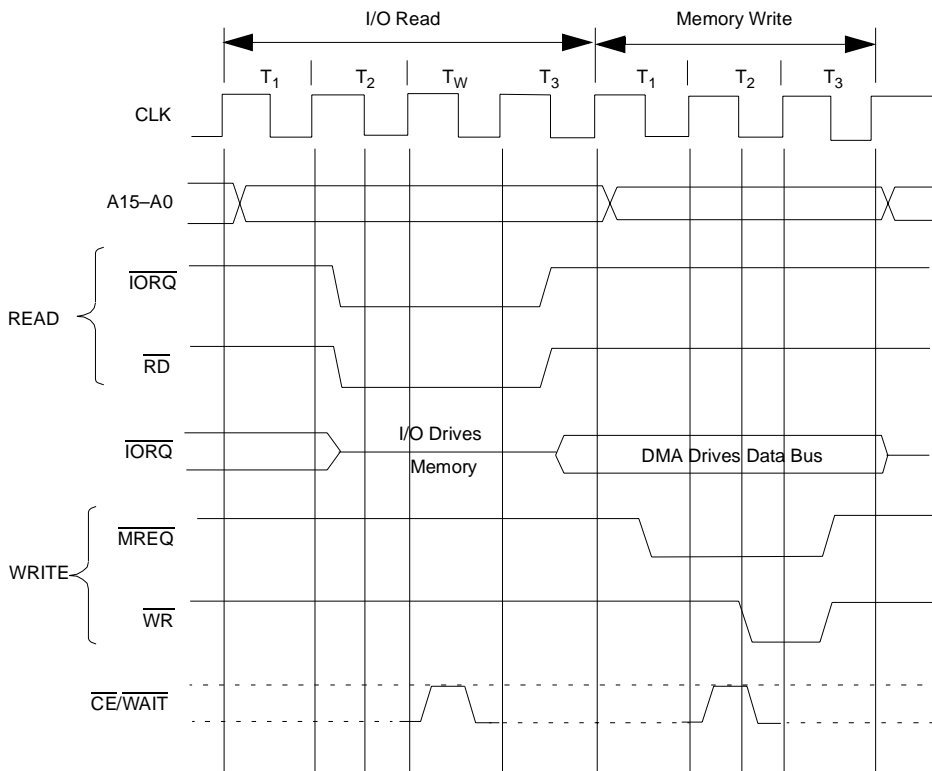 I/O Read Memory Write
T1 T2 TW T3 T1 T2 T3
CLK
A15–A0
IORQ
READ
RD
IORQ
I/O Drives
Memory
DMA Drives Data Bus
MREQ
WRITE
WR
CE/WAIT